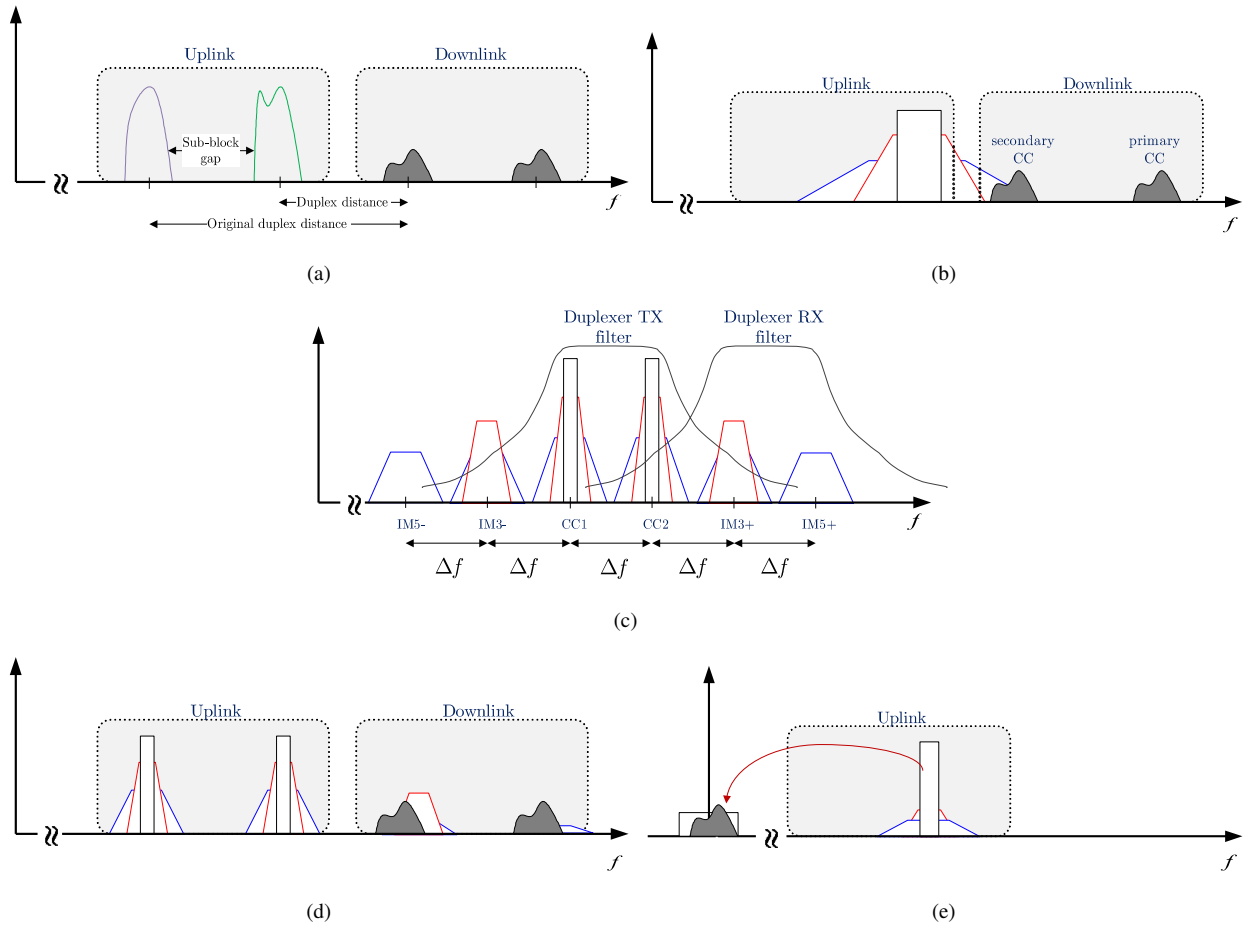 Uplink
Downlink
Sub-block
gap
Duplex distance
Original duplex distance
f
(a)
Uplink
Downlink
secondary
CC
primary
CC
f
(b)
Duplexer TX
filter
Duplexer RX
filter
IM5-
IM3-
CC1
CC2
IM3+
IM5+
f
Δf
Δf
Δf
Δf
Δf
(c)
Uplink
Downlink
f
(d)
Uplink
f
(e)